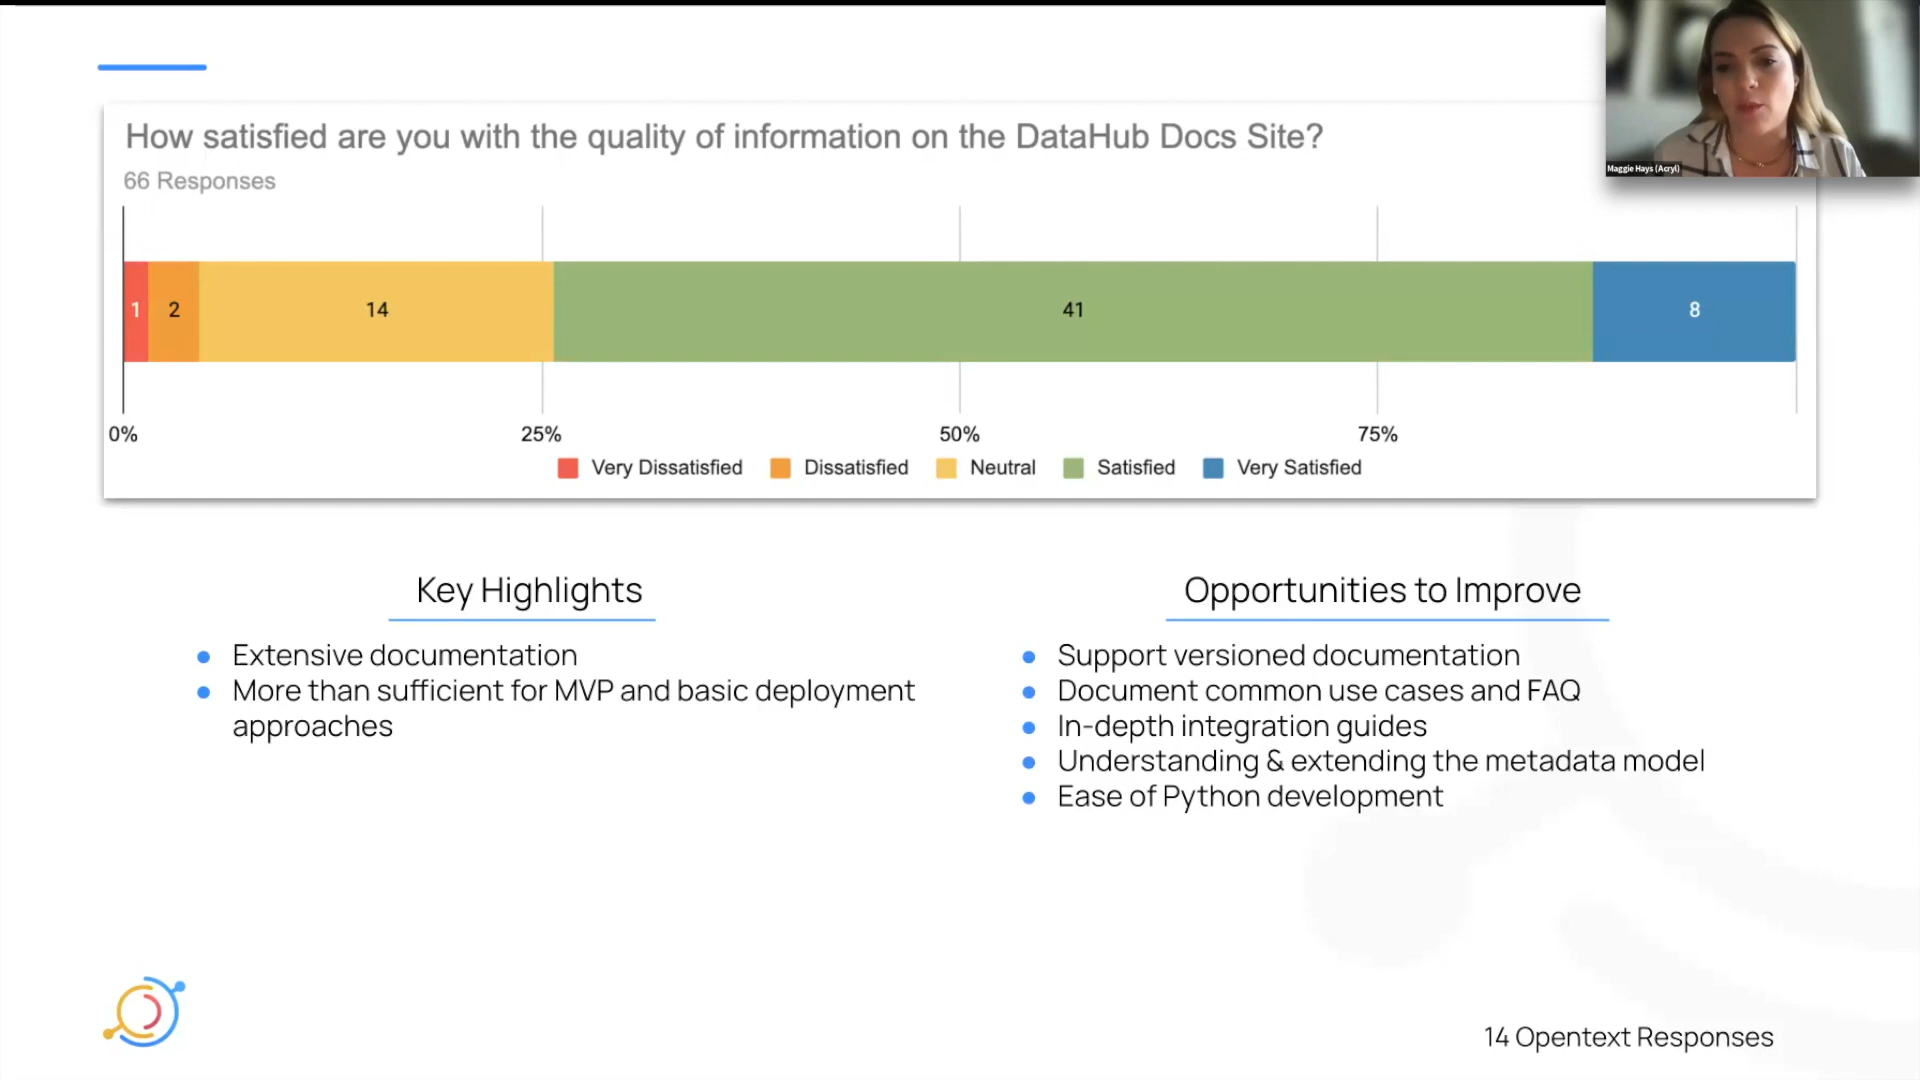 How satisfied are you with the quality of information on the DataHub Docs Site?
66 Responses
Maggie Hays (Acryl)
1
2
14
41
8
0%
25%
50%
75%
Very Dissatisfied
Dissatisfied
Neutral
Satisfied
Very Satisfied
Key Highlights
Extensive documentation
More than sufficient for MVP and basic deployment
approaches
Opportunities to Improve
Support versioned documentation
Document common use cases and FAQ
In-depth integration guides
Understanding & extending the metadata model
Ease of Python development
14 Opentext Responses